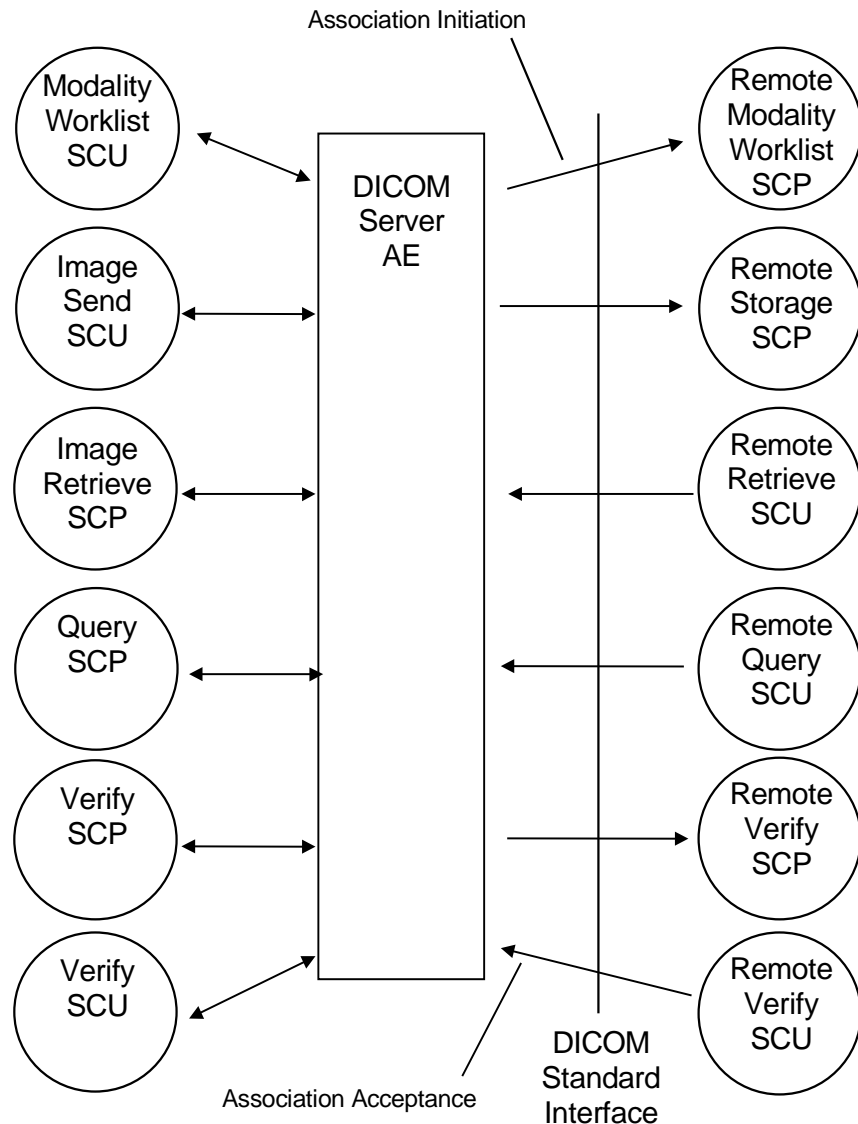 Association Initiation
Modality
Worklist
SCU
DICOM
Server
AE
Remote
Modality
Worklist
SCP
Image
Send
SCU
Remote
Storage
SCP
Image
Retrieve
SCP
Remote
Retrieve
SCU
Query
SCP
Remote
Query
SCU
Verify
SCP
Remote
Verify
SCP
Verify
SCU
Remote
Verify
SCU
DICOM
Standard
Interface
Association Acceptance